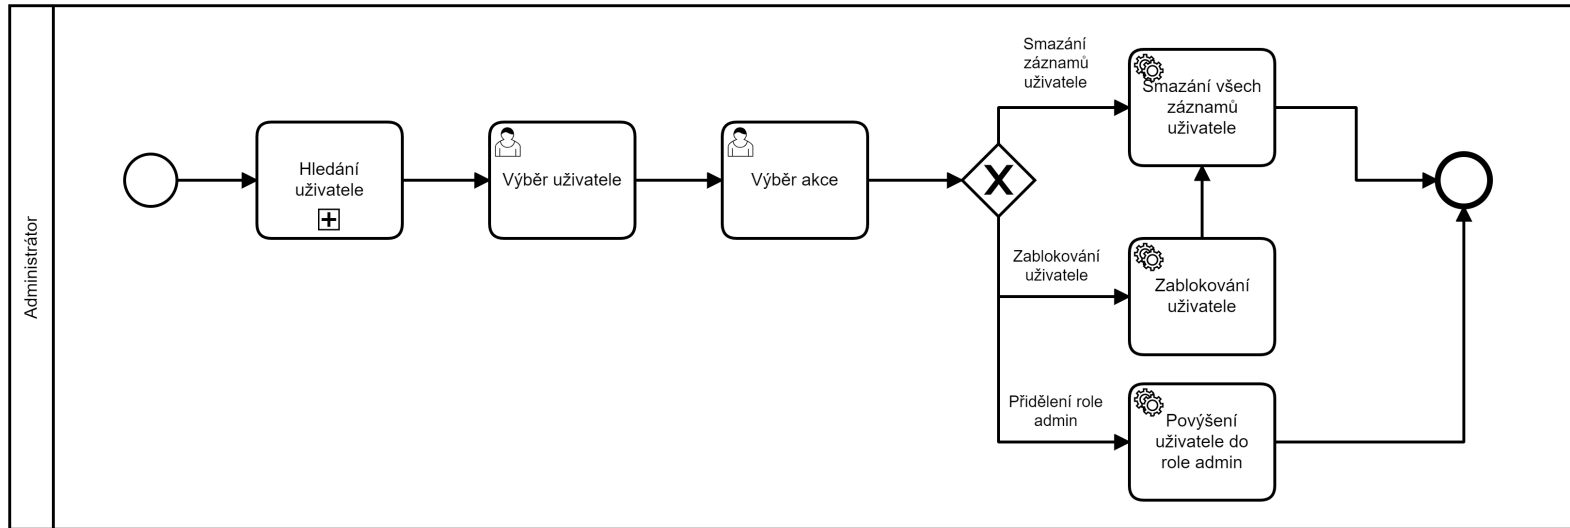 Administrátor
Hledání
uživatele
Výběr uživatele
Výběr akce
Smazání
záznamů
uživatele
Smazání všech
záznamů
uživatele
Zablokování
uživatele
Zablokování
uživatele
Přidělení role
admin
Povýšení
uživatele do
role admin